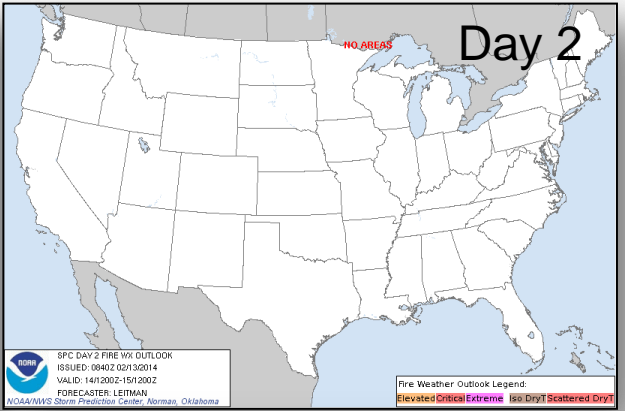 NO AREAS
Day 2
NOAA
SPC DAY 2 FIRE WX OUTLOOK
ISSUED: 0840Z 02/13/2014
VALID: 14/1200Z-15/1200Z
FORECASTER: LEITMAN
NOAA/NWS Storm Prediction Center, Norman, Oklahoma
Fire Weather Outlook Legend:
Elevated Critical Extreme Iso DryT Scattered DryT